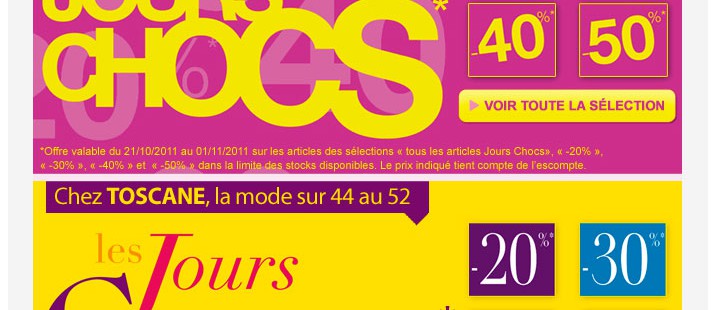 JOURS
CHOCS*
-40%*
-50%*
VOIR TOUTE LA SÉLECTION
*Offre valable du 21/10/2011 au 01/11/2011 sur les articles des sélections « tous les articles Jours Chocs», « -20% »,
« -30% », « -40% » et « -50% » dans la limite des stocks disponibles. Le prix indiqué tient compte de l'escompte.
Chez TOSCANE, la mode sur 44 au 52
les Jours
-20%*
-30%*